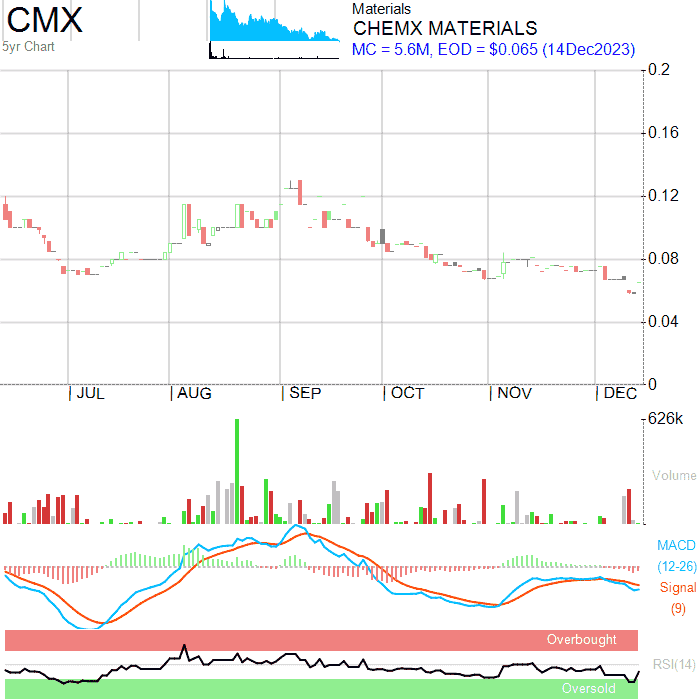 CMX
5yr Chart
Materials
CHEMX MATERIALS
MC = 5.6M, EOD = $0.065 (14Dec2023)
0.2
0.16
0.12
0.08
0.04
0
JUL AUG SEP OCT NOV DEC
626k
Volume
MACD
(12-26)
Signal
(9)
Overbought
RSI(14)
Oversold